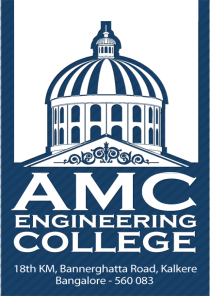 AMC
ENGINEERING
COLLEGE
18th KM, Bannerghatta Road, Kalkere
Bangalore - 560 083